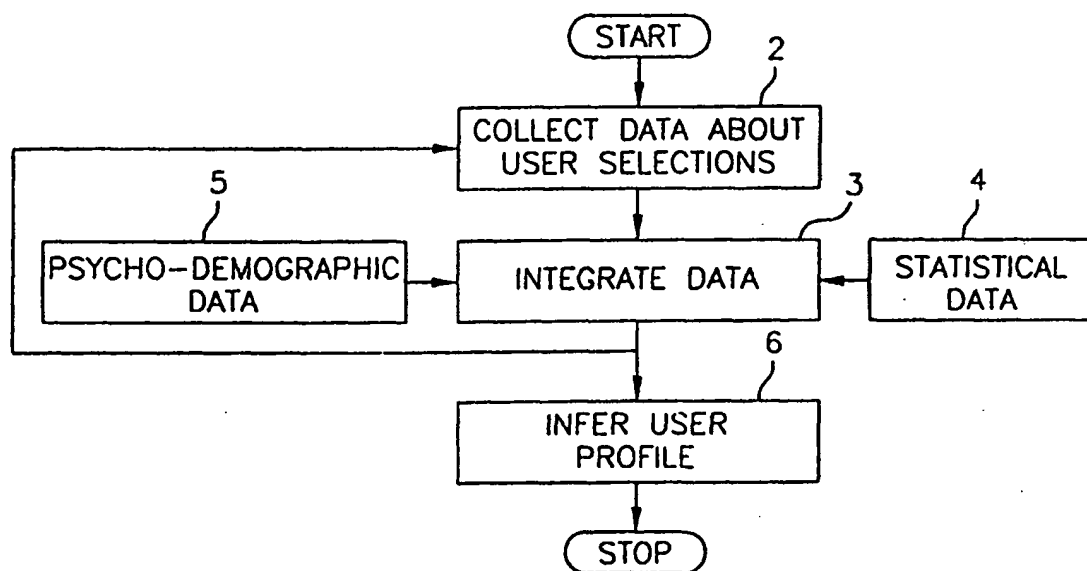 START
2
COLLECT DATA ABOUT
USER SELECTIONS
5
3
4
PSYCHO-DEMOGRAPHIC
DATA
INTEGRATE DATA
STATISTICAL
DATA
6
INFER USER
PROFILE
STOP